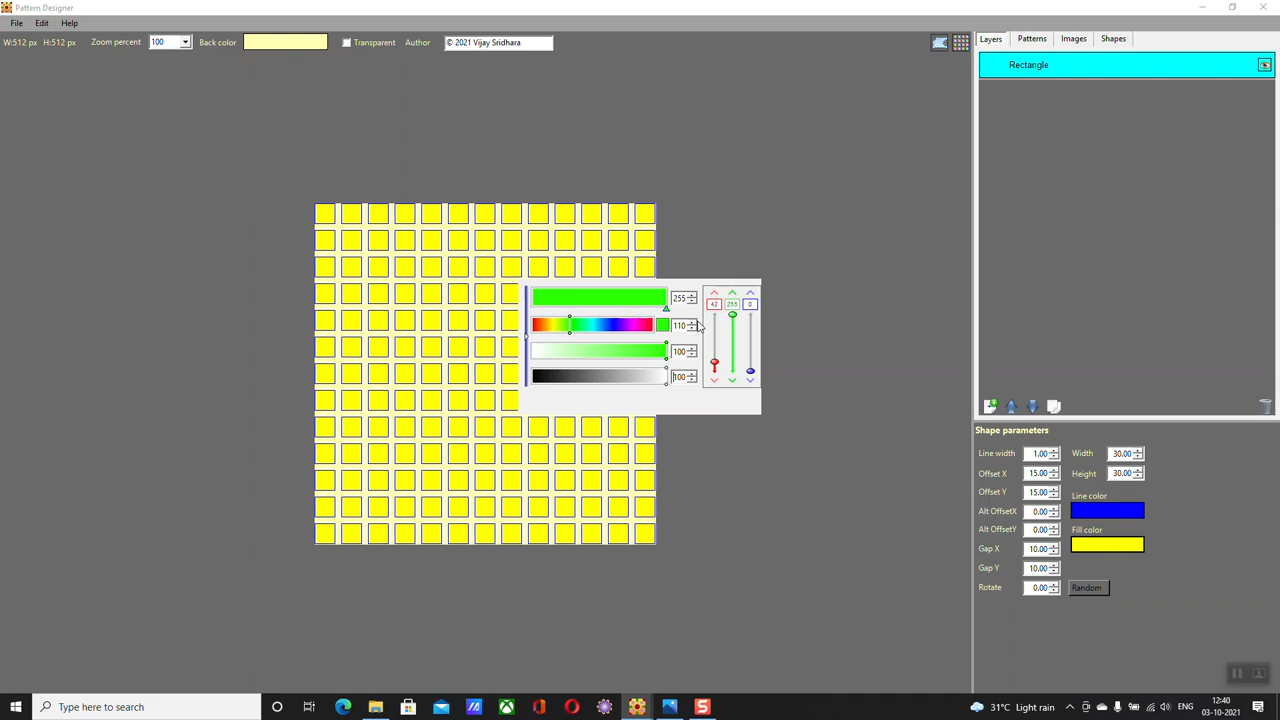 Pattern Designer
File Edit Help
W:512 px H:512 px Zoom percent 100 Back color Transparent Author © 2021 Vijay Sridhara
Layers Patterns Images Shapes
Rectangle
255
110
100
100
42 255 0
Shape parameters
Line width 1.00 Width 30.00
Offset X 15.00 Height 30.00
Offset Y 15.00 Line color
Alt OffsetX 0.00
Alt OffsetY 0.00 Fill color
Gap X 10.00
Gap Y 10.00
Rotate 0.00 Random
Type here to search
31°C Light rain ENG 12:40
03-10-2021